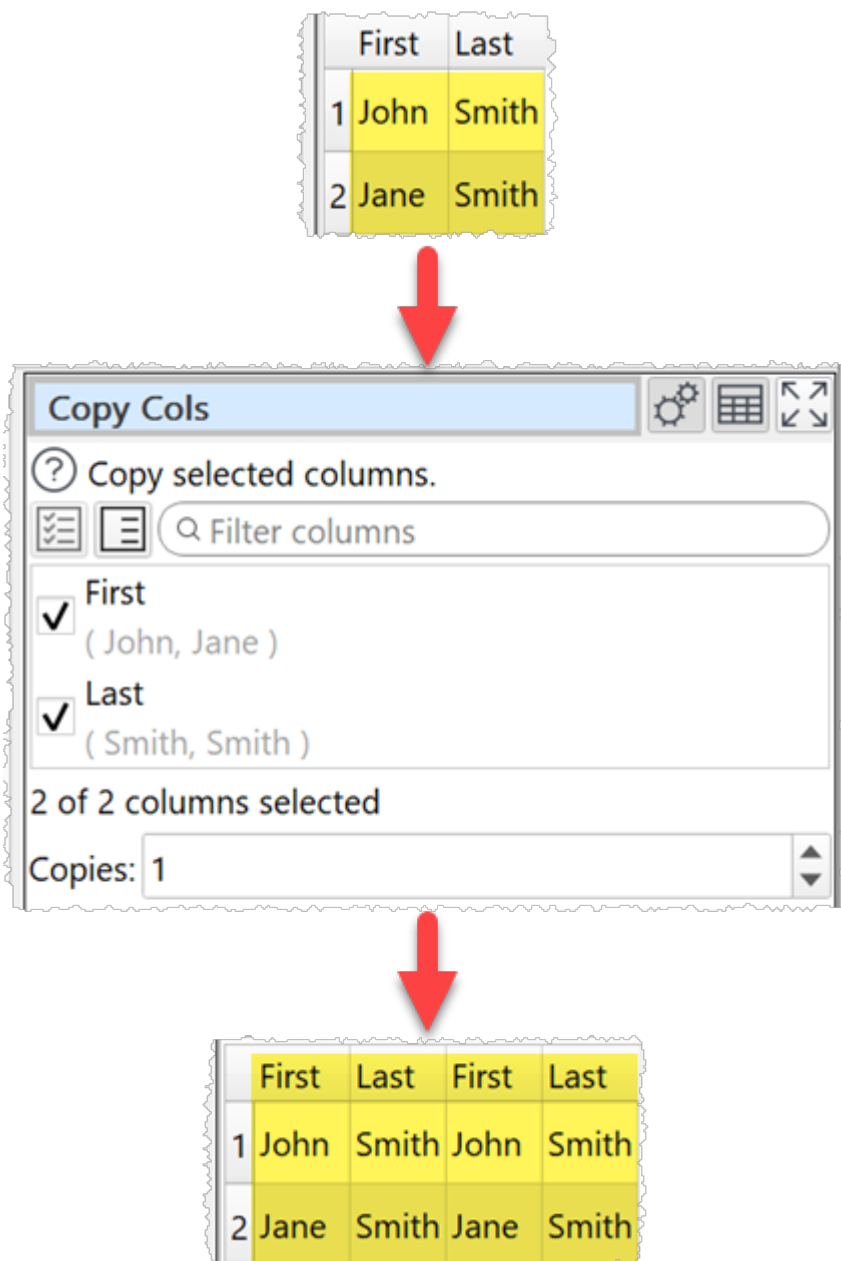 First Last
1 John Smith
2 Jane Smith
Copy Cols
? Copy selected columns.
Filter columns
First
( John, Jane )
Last
( Smith, Smith )
2 of 2 columns selected
Copies: 1
First Last First Last
1 John Smith John Smith
2 Jane Smith Jane Smith